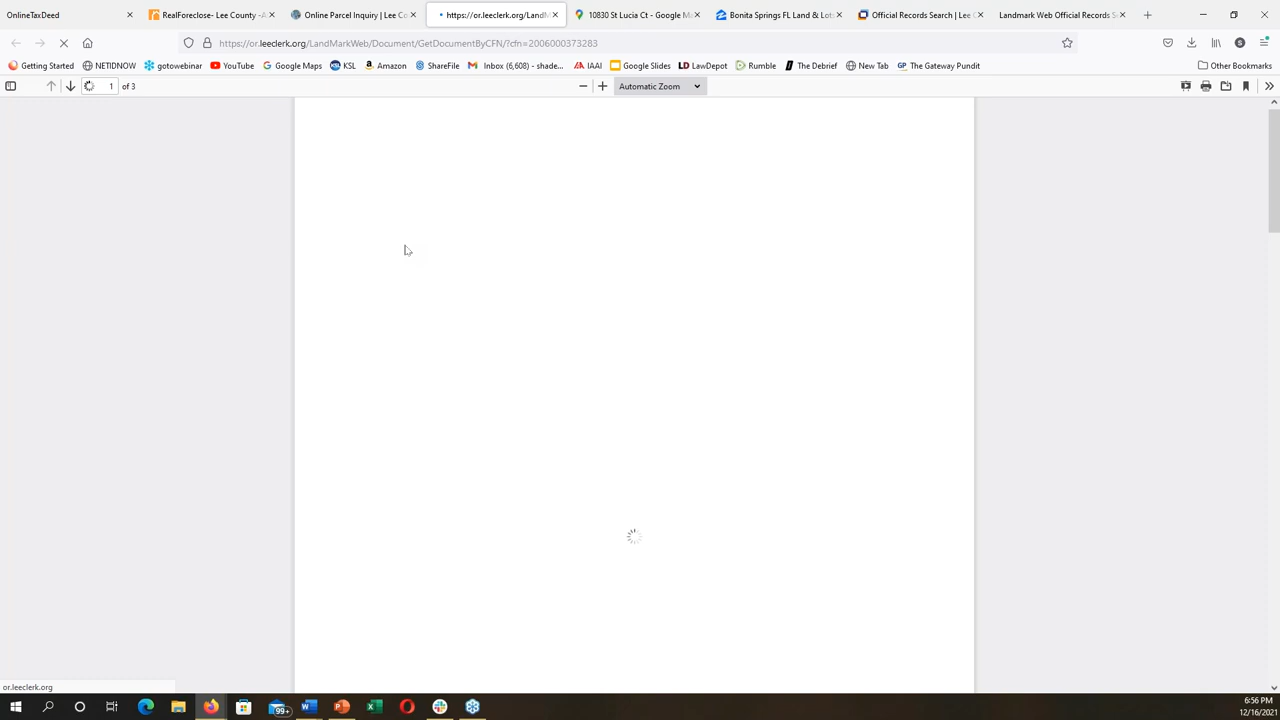 OnlineTaxDeed
RealForeclose- Lee County -A
Online Parcel Inquiry | Lee Co
https://or.leeclerk.org/LandM
10830 St Lucia Ct - Google M
Bonita Springs FL Land & Lot
Official Records Search | Lee C
Landmark Web Official Records S
https://or.leeclerk.org/LandMarkWeb/Document/GetDocumentByCFN/?cfn=2006000373283
Getting Started
NETIDNOW
gotowebinar
YouTube
Google Maps
KSL
Amazon
ShareFile
Inbox (6,608) - shade...
IAAI
Google Slides
LD LawDepot
Rumble
The Debrief
New Tab
GP The Gateway Pundit
Other Bookmarks
1 of 3
Automatic Zoom
or.leeclerk.org
99+
6:56 PM
12/16/2021